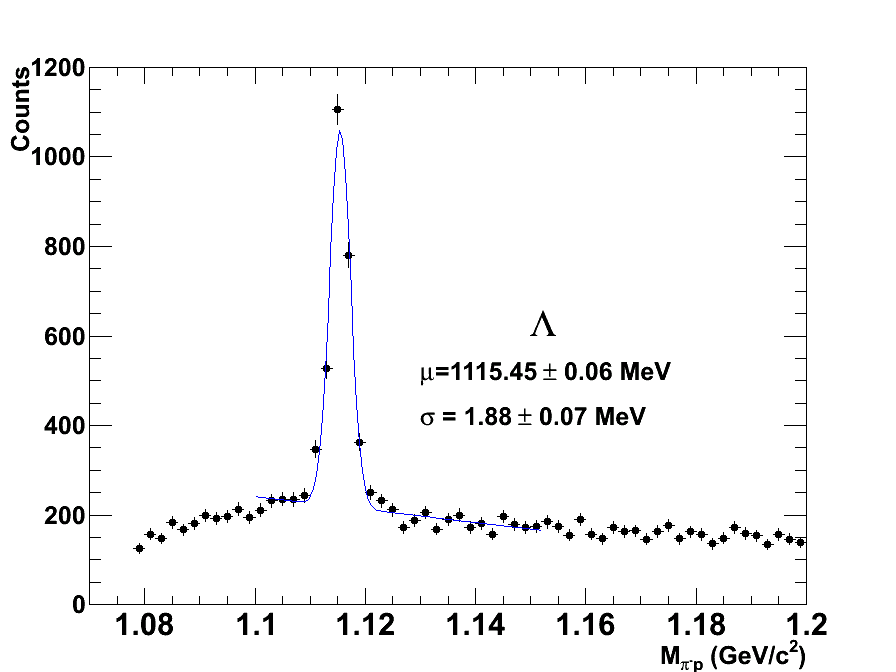 Counts
1200
1000
800
600
400
200
0
Λ
μ=1115.45 ± 0.06 MeV
σ = 1.88 ± 0.07 MeV
1.08 1.1 1.12 1.14 1.16 1.18 1.2
M_{π⁻p} (GeV/c²)